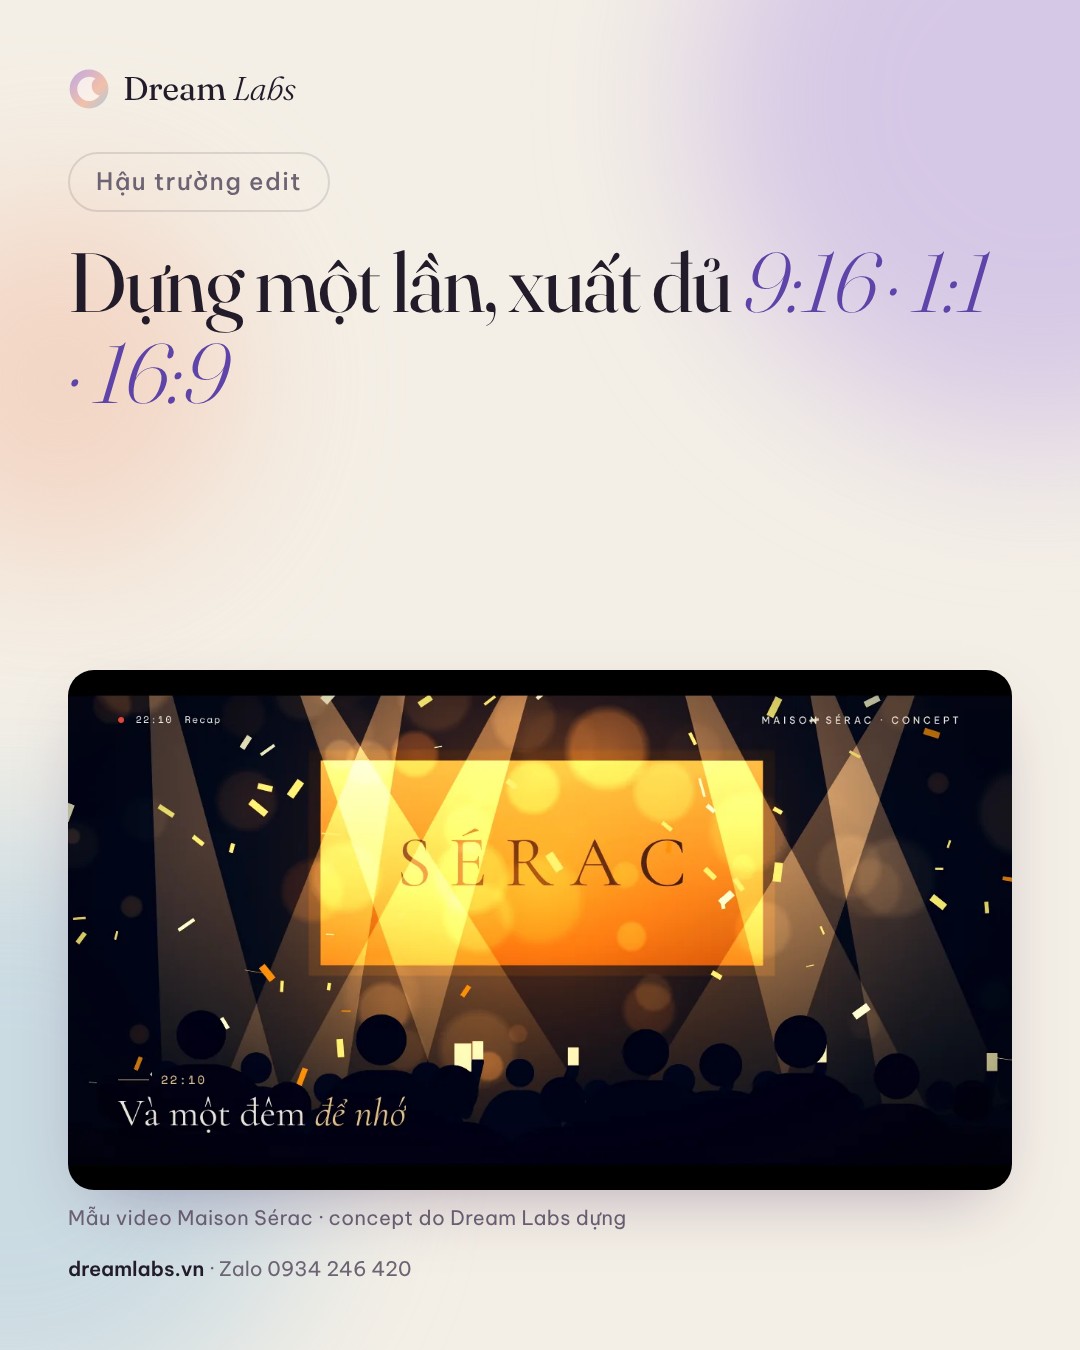 Dream Labs
Hậu trường edit
Dựng một lần, xuất đủ 9:16 · 1:1
· 16:9
22:10 Recap
MAISON SÉRAC · CONCEPT
SÉRAC
22:10
Và một đêm để nhớ
Mẫu video Maison Sérac · concept do Dream Labs dựng
dreamlabs.vn · Zalo 0934 246 420